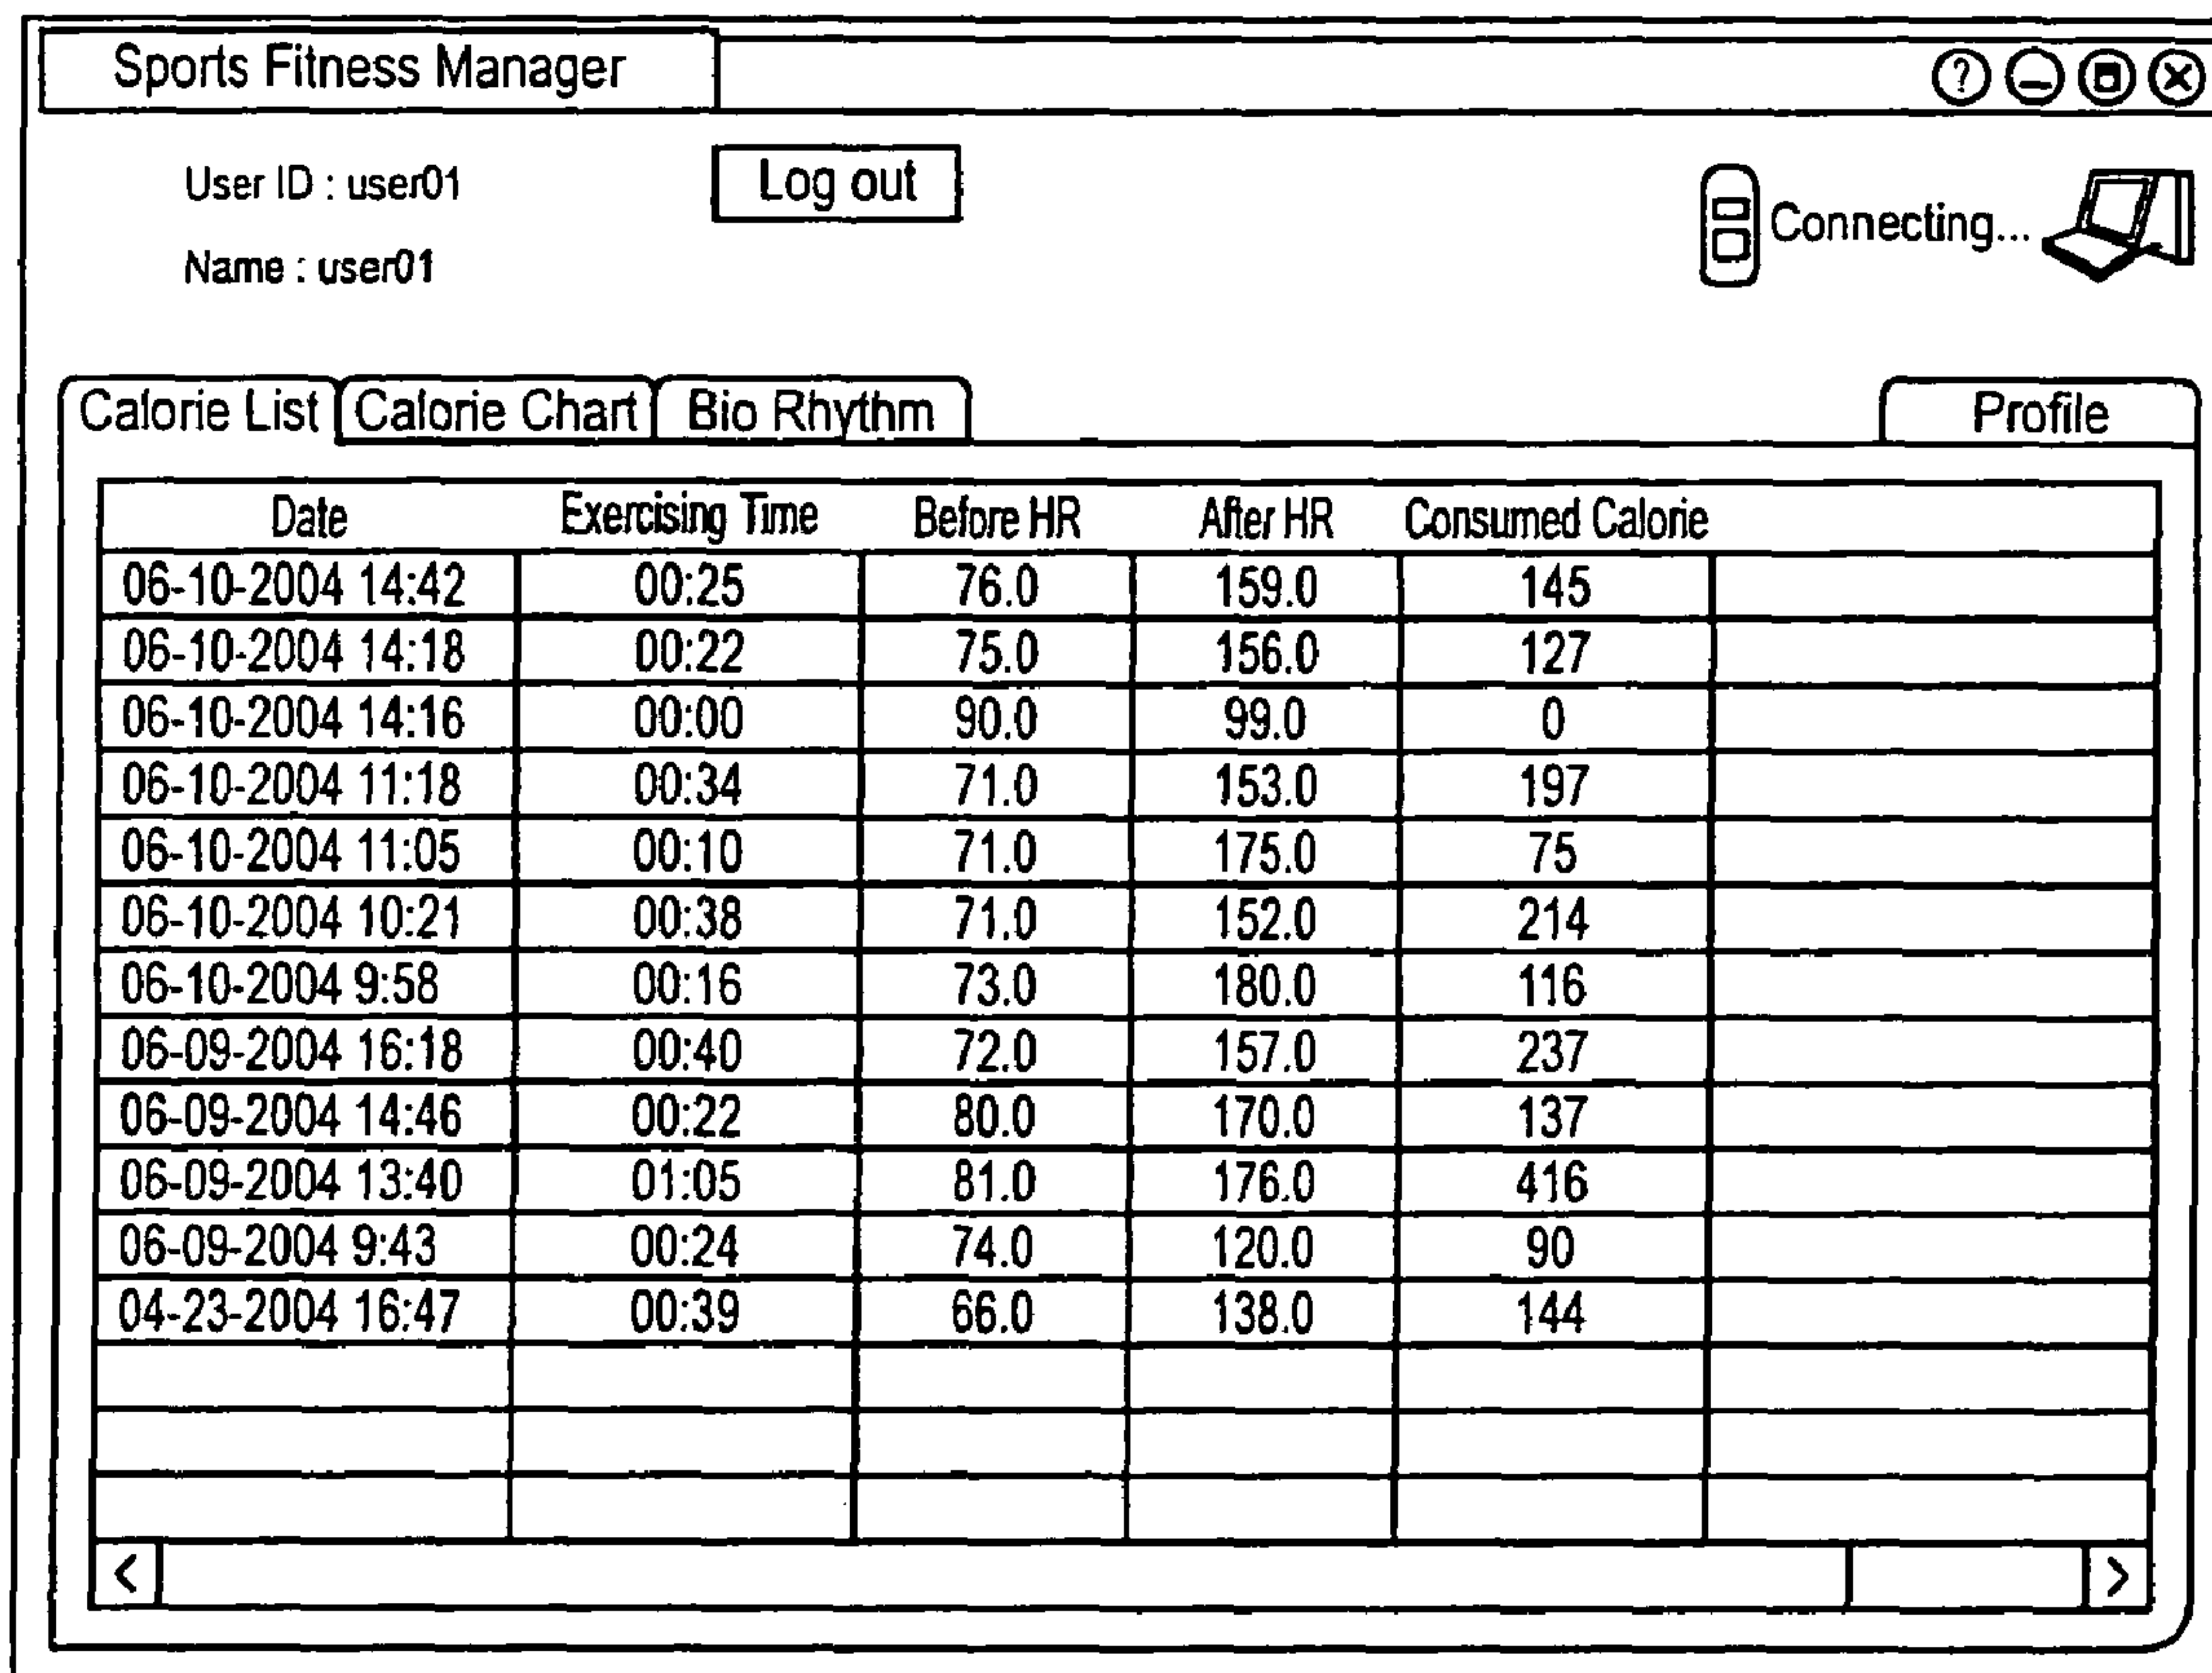 Sports Fitness Manager
User ID : user01
Log out
Connecting...
Name : user01
Calorie List Calorie Chart Bio Rhythm Profile
Date Exercising Time Before HR After HR Consumed Calorie
06-10-2004 14:42 00:25 76.0 159.0 145
06-10-2004 14:18 00:22 75.0 156.0 127
06-10-2004 14:16 00:00 90.0 99.0 0
06-10-2004 11:18 00:34 71.0 153.0 197
06-10-2004 11:05 00:10 71.0 175.0 75
06-10-2004 10:21 00:38 71.0 152.0 214
06-10-2004 9:58 00:16 73.0 180.0 116
06-09-2004 16:18 00:40 72.0 157.0 237
06-09-2004 14:46 00:22 80.0 170.0 137
06-09-2004 13:40 01:05 81.0 176.0 416
06-09-2004 9:43 00:24 74.0 120.0 90
04-23-2004 16:47 00:39 66.0 138.0 144